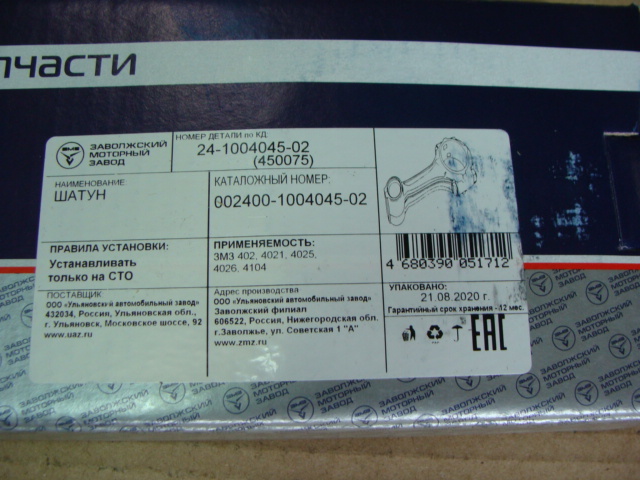 пчасти
ЗАВОЛЖСКИЙ
МОТОРНЫЙ
ЗАВОД
НОМЕР ДЕТАЛИ по КД:
24-1004045-02
(450075)
НАИМЕНОВАНИЕ:
ШАТУН
КАТАЛОЖНЫЙ НОМЕР:
002400-1004045-02
ПРАВИЛА УСТАНОВКИ:
Устанавливать
только на СТО
ПРИМЕНЯЕМОСТЬ:
ЗМЗ 402, 4021, 4025,
4026, 4104
4 680390 051712
ПОСТАВЩИК
ООО «Ульяновский автомобильный завод»
432034, Россия, Ульяновская обл.,
г. Ульяновск, Московское шоссе, 92
www.uaz.ru
Адрес производства
ООО «Ульяновский автомобильный завод»
Заволжский филиал
606522, Россия, Нижегородская обл.
г.Заволжье, ул. Советская 1 "А"
www.zmz.ru
УПАКОВАНО:
21.08.2020 г.
Гарантийный срок хранения - 12 мес.
EAC
ЗАВОЛЖСКИЙ
МОТОРНЫЙ
ЗАВОД